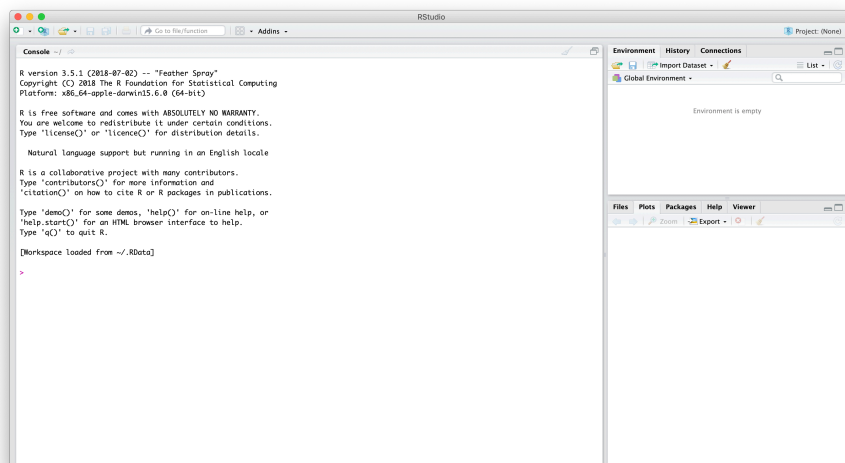 RStudio
Go to file/function
Addins
Project: (None)
Console ~/
R version 3.5.1 (2018-07-02) -- "Feather Spray"
Copyright (C) 2018 The R Foundation for Statistical Computing
Platform: x86_64-apple-darwin15.6.0 (64-bit)
R is free software and comes with ABSOLUTELY NO WARRANTY.
You are welcome to redistribute it under certain conditions.
Type 'license()' or 'licence()' for distribution details.
Natural language support but running in an English locale
R is a collaborative project with many contributors.
Type 'contributors()' for more information and
'citation()' on how to cite R or R packages in publications.
Type 'demo()' for some demos, 'help()' for on-line help, or
'help.start()' for an HTML browser interface to help.
Type 'q()' to quit R.
[Workspace loaded from ~/.RData]
>
Environment History Connections
Import Dataset List
Global Environment
Environment is empty
Files Plots Packages Help Viewer
Zoom Export